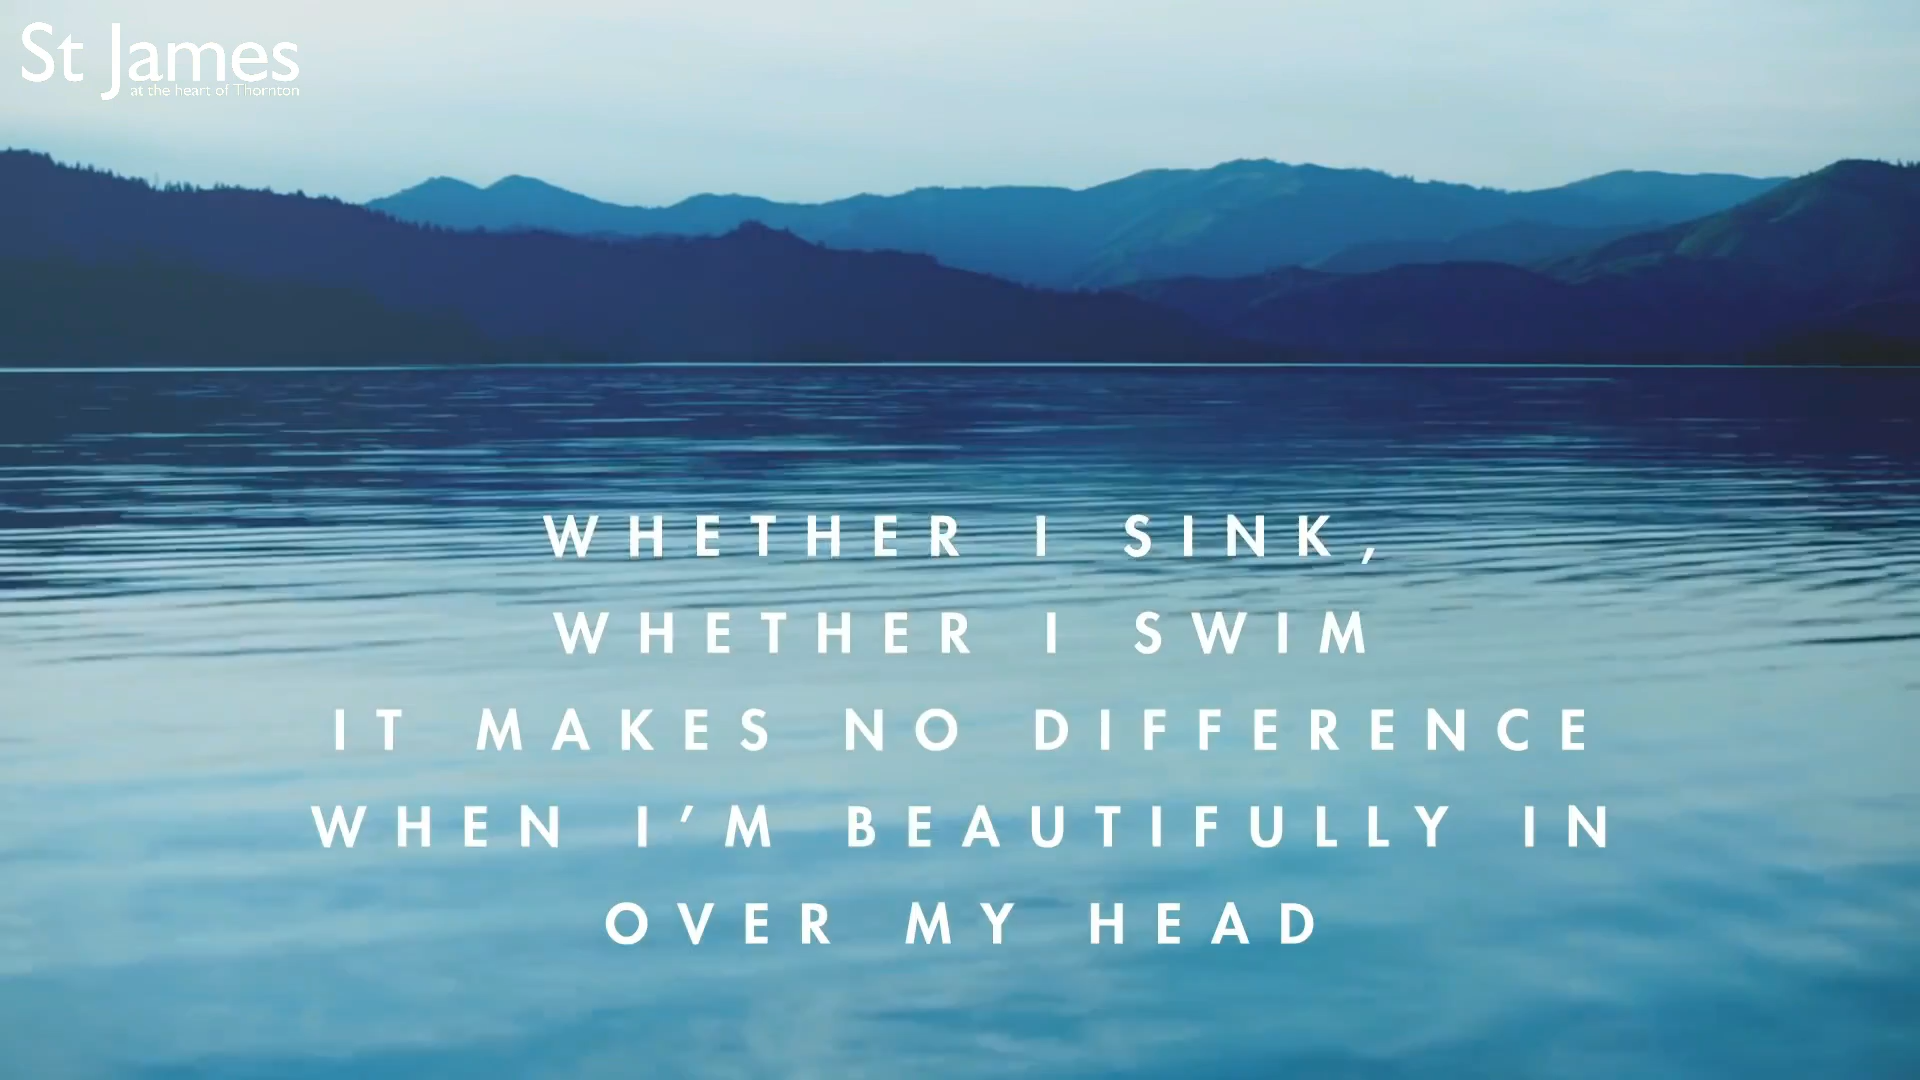 St James
at the heart of Thornton
WHETHER I SINK,
WHETHER I SWIM
IT MAKES NO DIFFERENCE
WHEN I’M BEAUTIFULLY IN
OVER MY HEAD